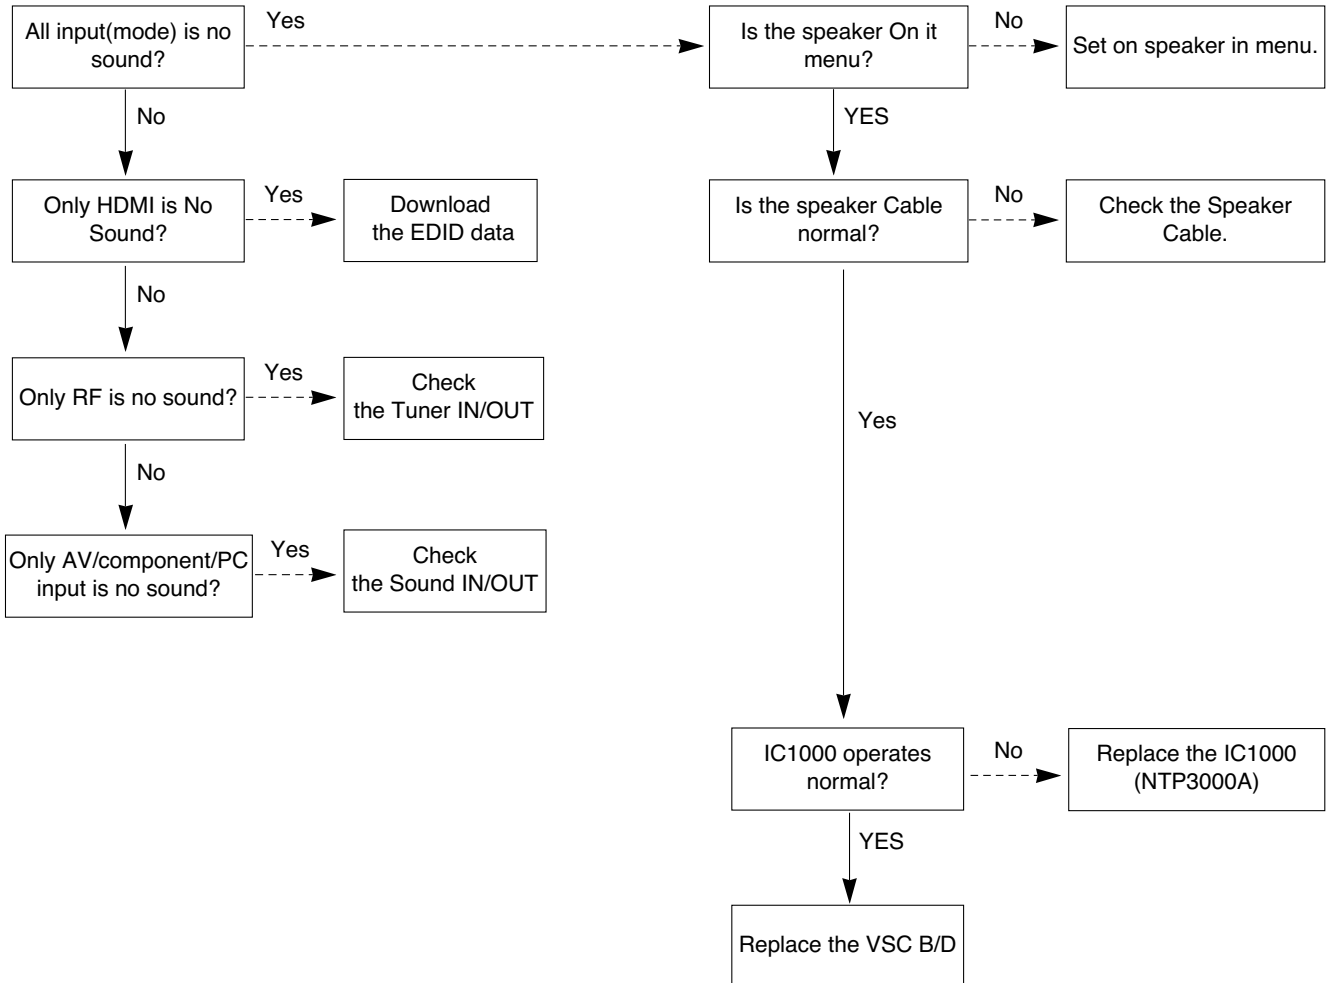 All input(mode) is no
sound?
Yes
Is the speaker On it
menu?
No
Set on speaker in menu.
No
YES
Only HDMI is No
Sound?
Yes
Download
the EDID data
Is the speaker Cable
normal?
No
Check the Speaker
Cable.
No
Only RF is no sound?
Yes
Check
the Tuner IN/OUT
Yes
No
Only AV/component/PC
input is no sound?
Yes
Check
the Sound IN/OUT
IC1000 operates
normal?
No
Replace the IC1000
(NTP3000A)
YES
Replace the VSC B/D